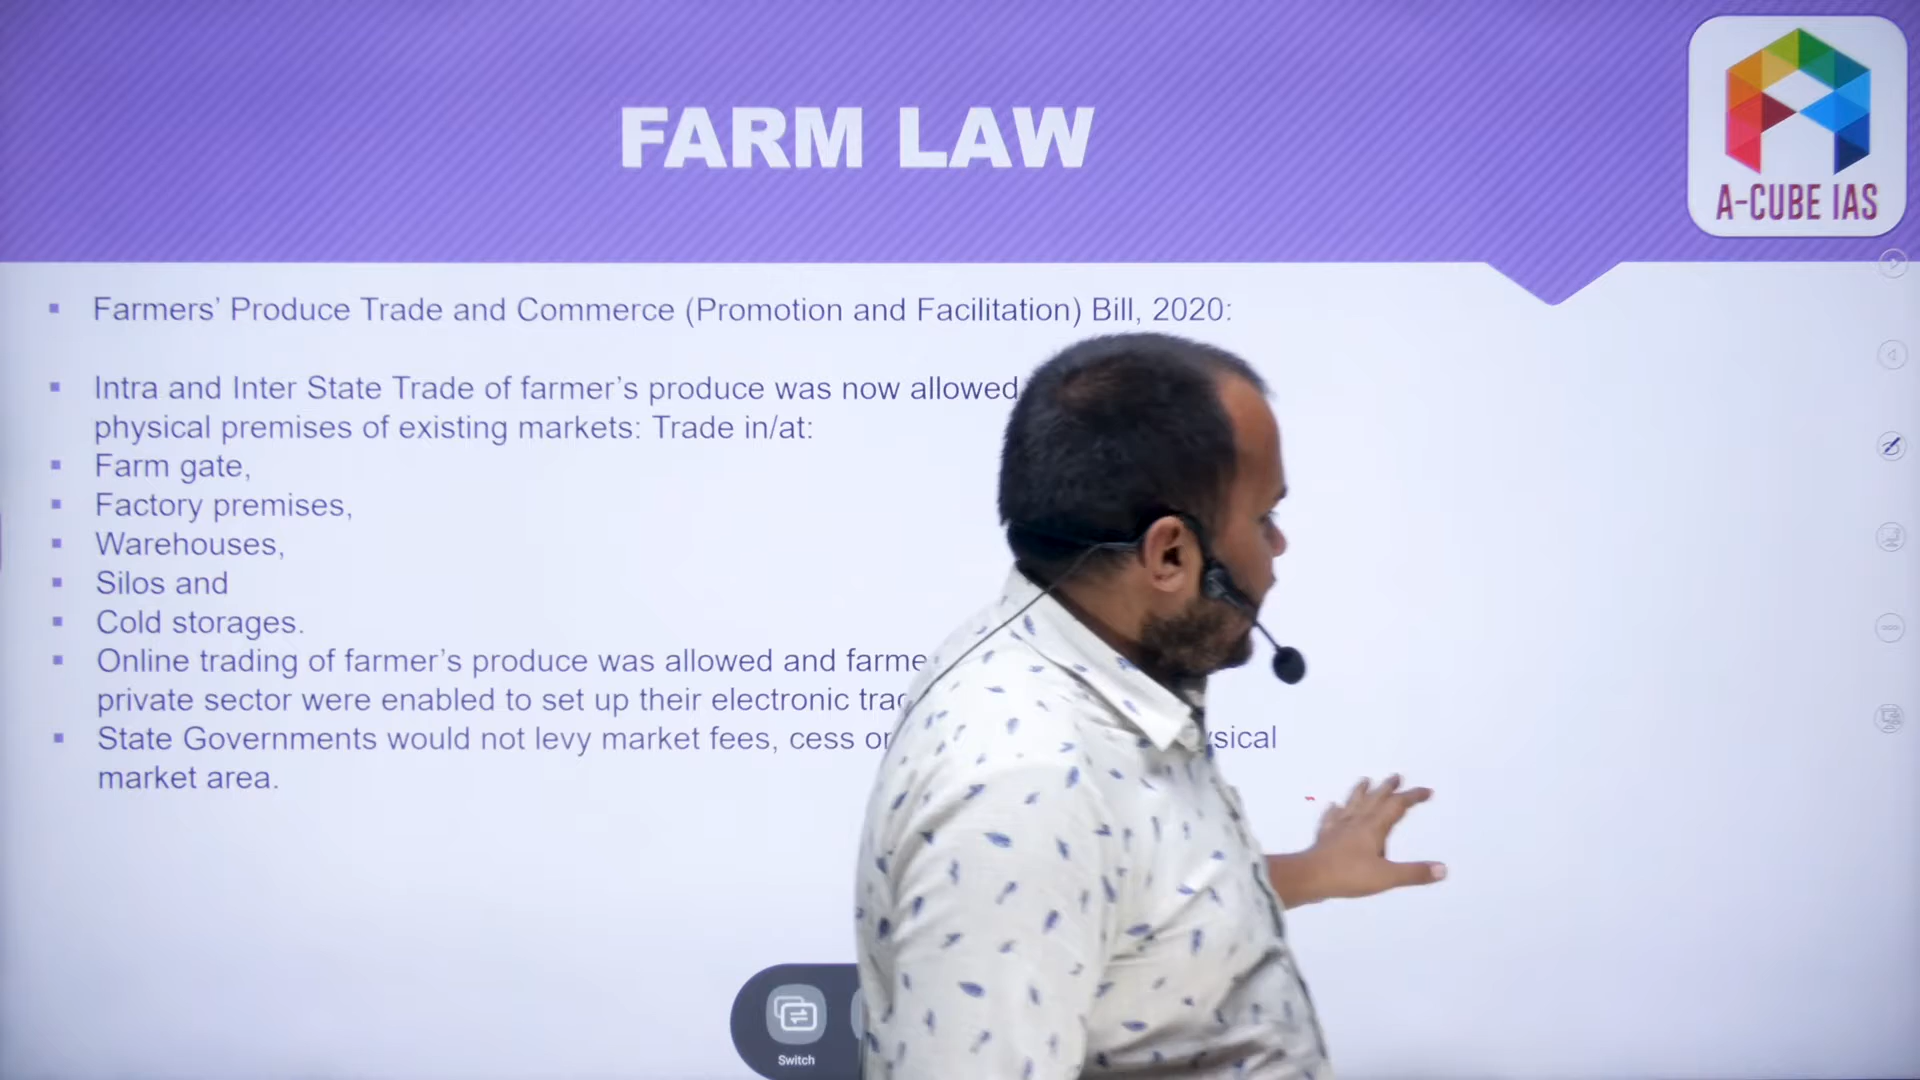 FARM LAW
A-CUBE IAS
Farmers’ Produce Trade and Commerce (Promotion and Facilitation) Bill, 2020:
Intra and Inter State Trade of farmer’s produce was now allowed
physical premises of existing markets: Trade in/at:
Farm gate,
Factory premises,
Warehouses,
Silos and
Cold storages.
Online trading of farmer’s produce was allowed and
private sector were enabled to set up their electronic
State Governments would not levy market fees, cess or
market area.
Switch